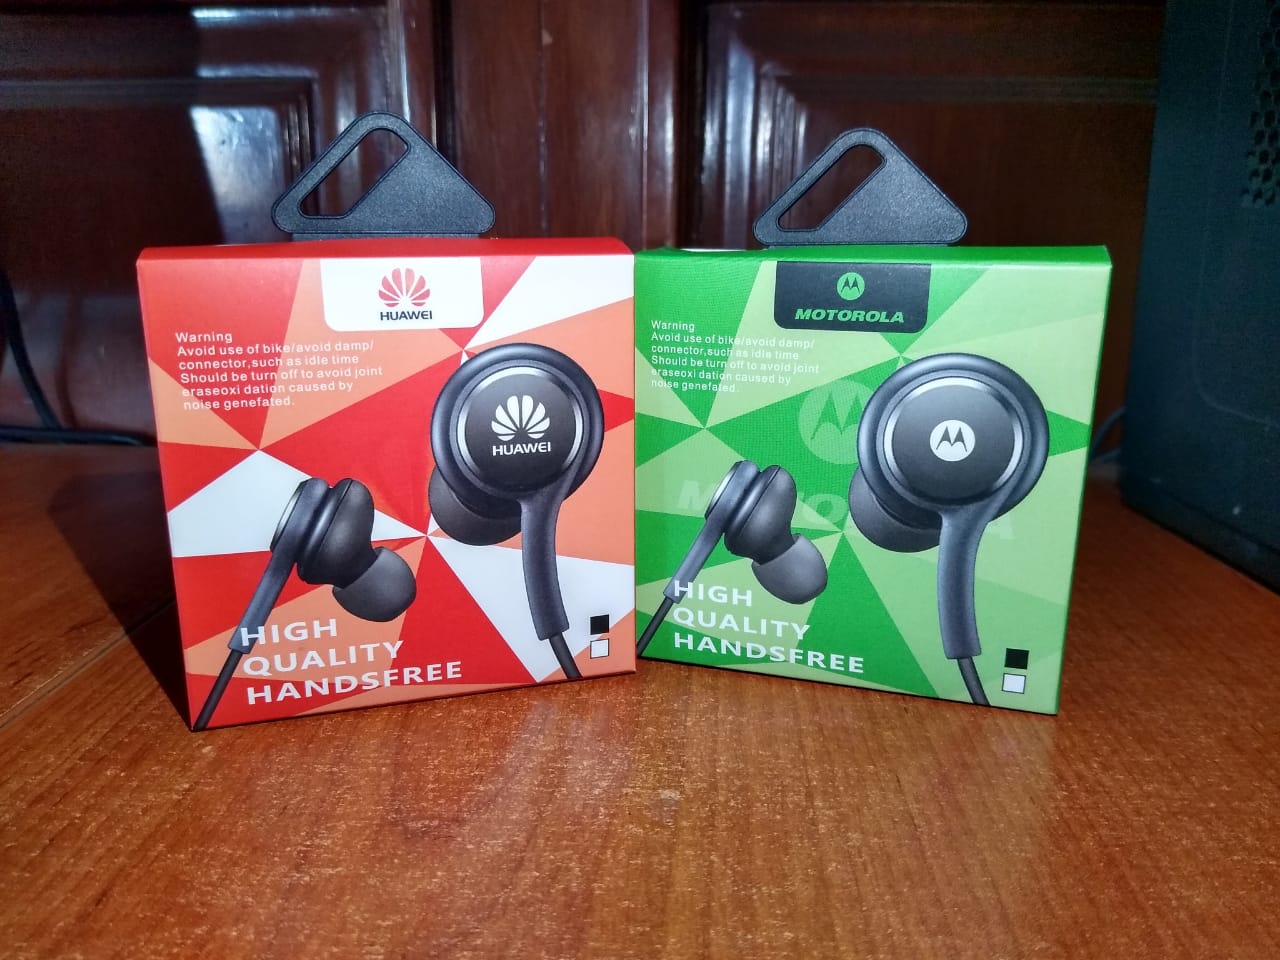 HUAWEI
Warning
Avoid use of bike/avoid damp/
connector,such as idle time
Should be turn off to avoid joint
eraseoxi dation caused by
noise genefated.
HUAWEI
HIGH
QUALITY
HANDSFREE
MOTOROLA
Warning
Avoid use of bike/avoid damp/
connector,such as idle time
Should be turn off to avoid joint
eraseoxi dation caused by
noise genefated.
MOTOROLA
HIGH
QUALITY
HANDSFREE